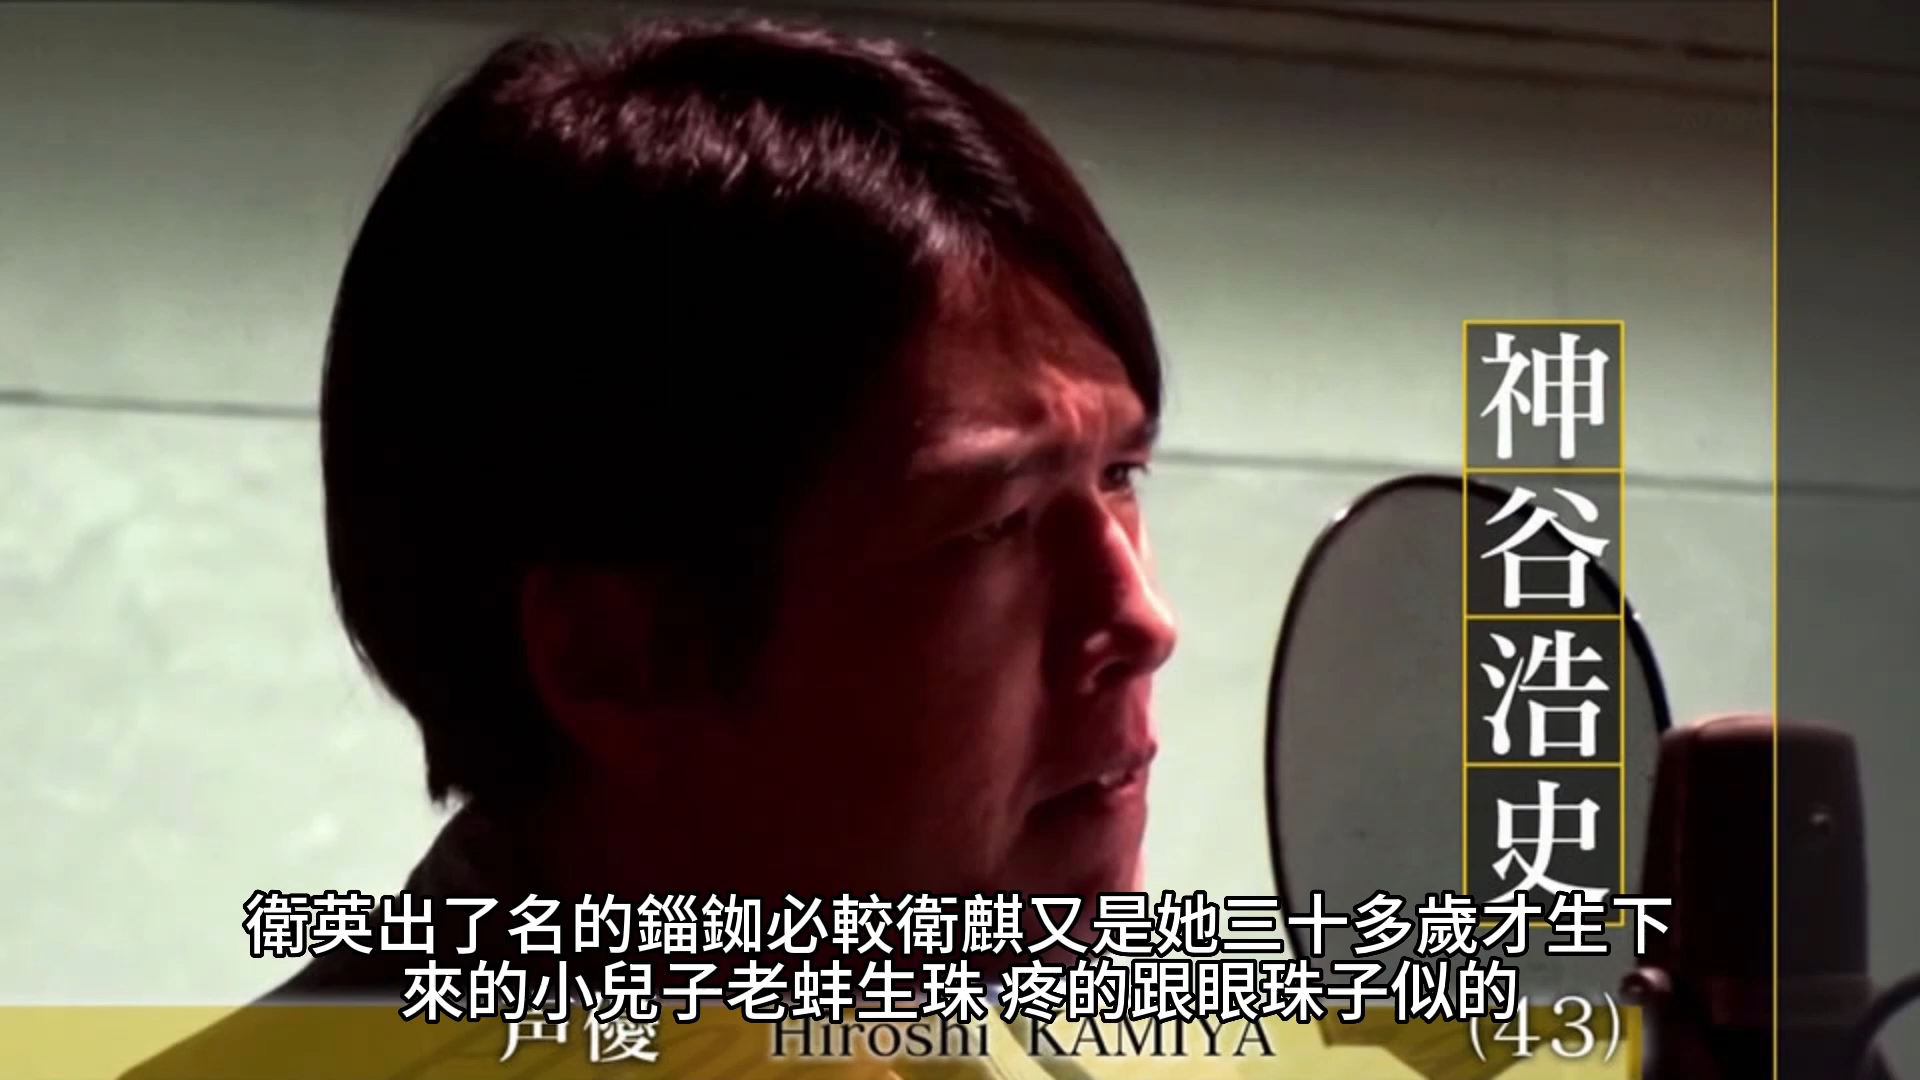 神谷浩史
衛英出了名的錙銖必較衛麒又是她三十多歲才生下
來的小兒子老蚌生珠 疼的跟眼珠子似的
声優 Hiroshi KAMIYA (43)